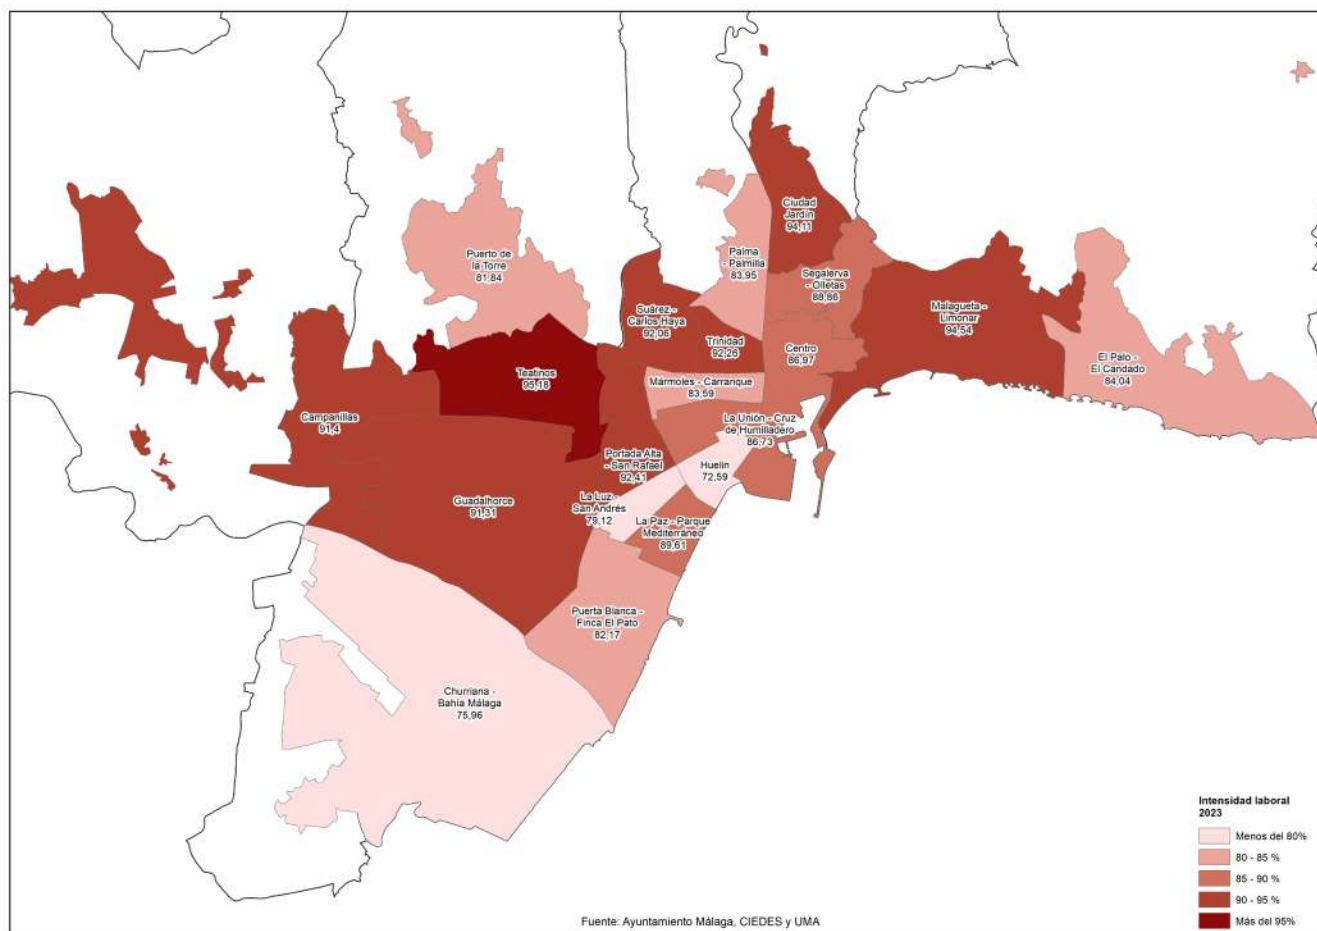 Ciudad
Jardín
94,11
Puerto de
la Torre
81,84
Palma
- Palmilla
83,95
Segalerva
- Olletas
88,86
Malagueta -
Limonar
94,54
Suárez -
Carlos Haya
92,06
Trinidad
92,26
Centro
86,97
El Palo -
El Candado
84,04
Teatinos
95,18
Mármoles - Carranque
83,59
Campanillas
91,4
La Unión - Cruz
de Humilladero
86,73
Portada Alta
- San Rafael
92,41
Huelin
72,59
Guadalhorce
91,31
La Luz -
San Andrés
79,12
La Paz - Parque
Mediterráneo
89,61
Puerta Blanca -
Finca El Pato
82,17
Churriana -
Bahía Málaga
75,96
Intensidad laboral
2023
Menos del 80%
80 - 85 %
85 - 90 %
90 - 95 %
Más del 95%
Fuente: Ayuntamiento Málaga, CIEDES y UMA